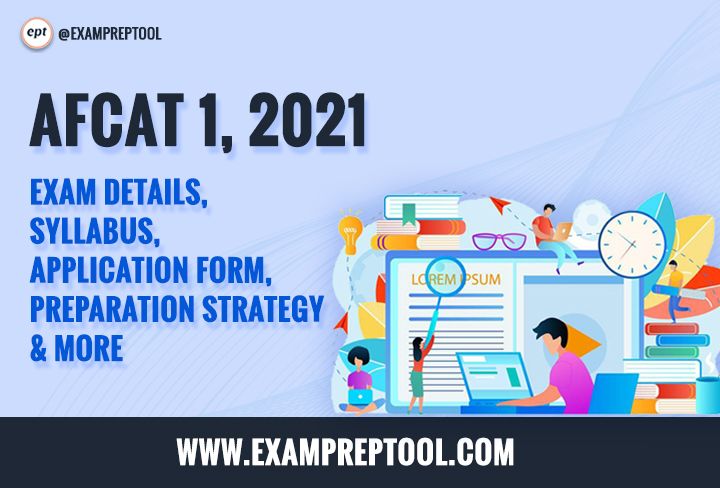 ept @EXAMPREPTOOL
AFCAT 1, 2021
EXAM DETAILS,
SYLLABUS,
APPLICATION FORM,
PREPARATION STRATEGY
& MORE
LOREM IPSUM
WWW.EXAMPREPTOOL.COM